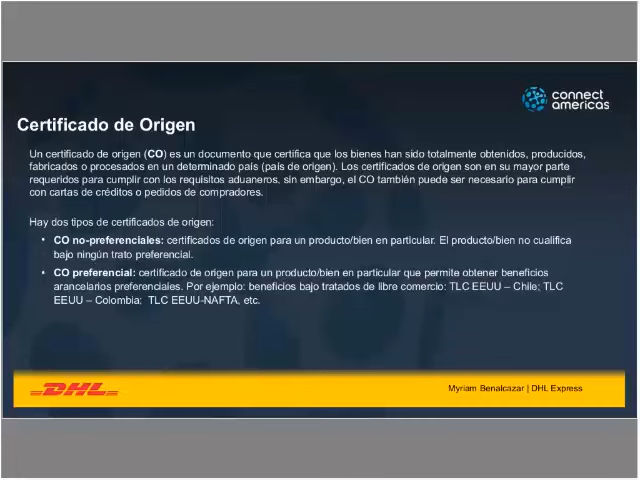 connect
americas
Certificado de Origen
Un certificado de origen (CO) es un documento que certifica que los bienes han sido totalmente obtenidos, producidos,
fabricados o procesados en un determinado país (país de origen). Los certificados de origen son en su mayor parte
requeridos para cumplir con los requisitos aduaneros, sin embargo, el CO también puede ser necesario para cumplir
con cartas de créditos o pedidos de compradores.
Hay dos tipos de certificados de origen:
• CO no-preferenciales: certificados de origen para un producto/bien en particular. El producto/bien no cualifica
bajo ningún trato preferencial.
• CO preferencial: certificado de origen para un producto/bien en particular que permite obtener beneficios
arancelarios preferenciales. Por ejemplo: beneficios bajo tratados de libre comercio: TLC EEUU – Chile; TLC
EEUU – Colombia; TLC EEUU-NAFTA, etc.
DHL
Myriam Benalcazar | DHL Express